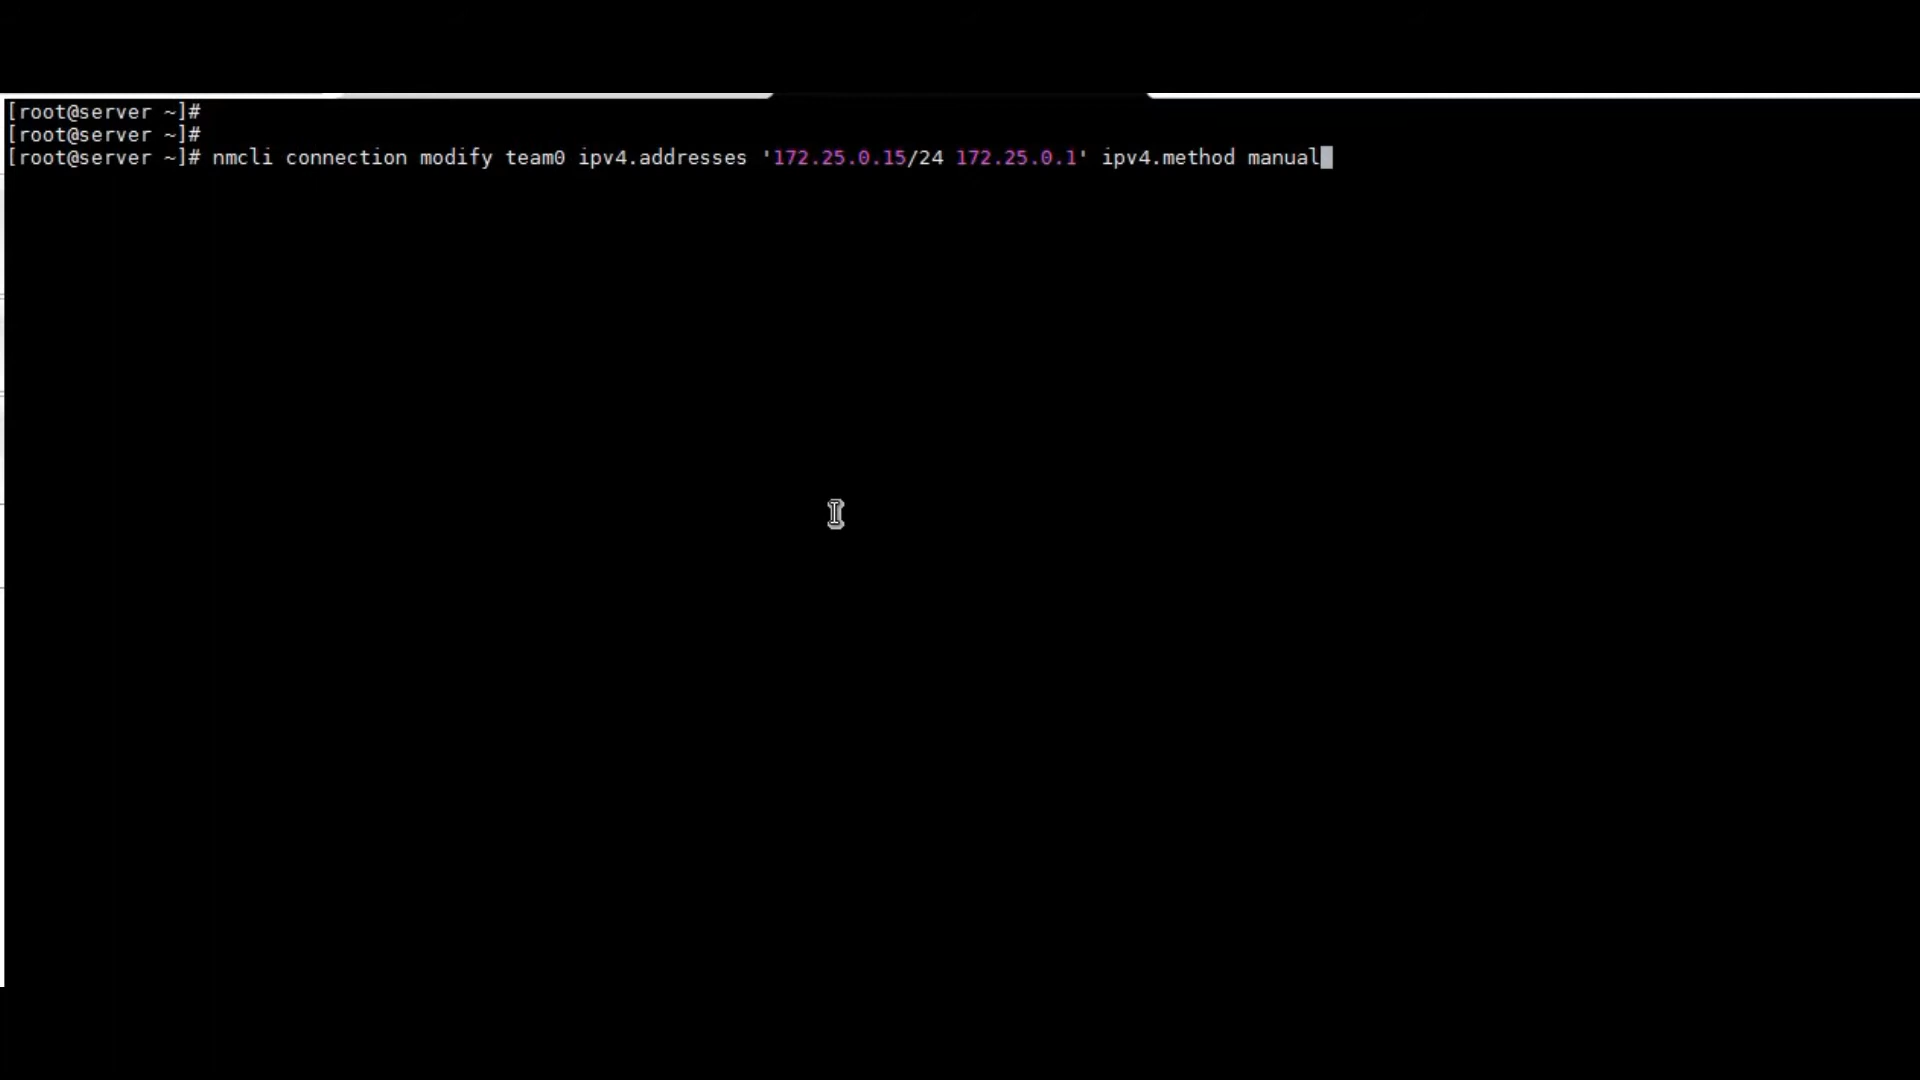 [root@server ~]#
[root@server ~]#
[root@server ~]# nmcli connection modify team0 ipv4.addresses '172.25.0.15/24 172.25.0.1' ipv4.method manual